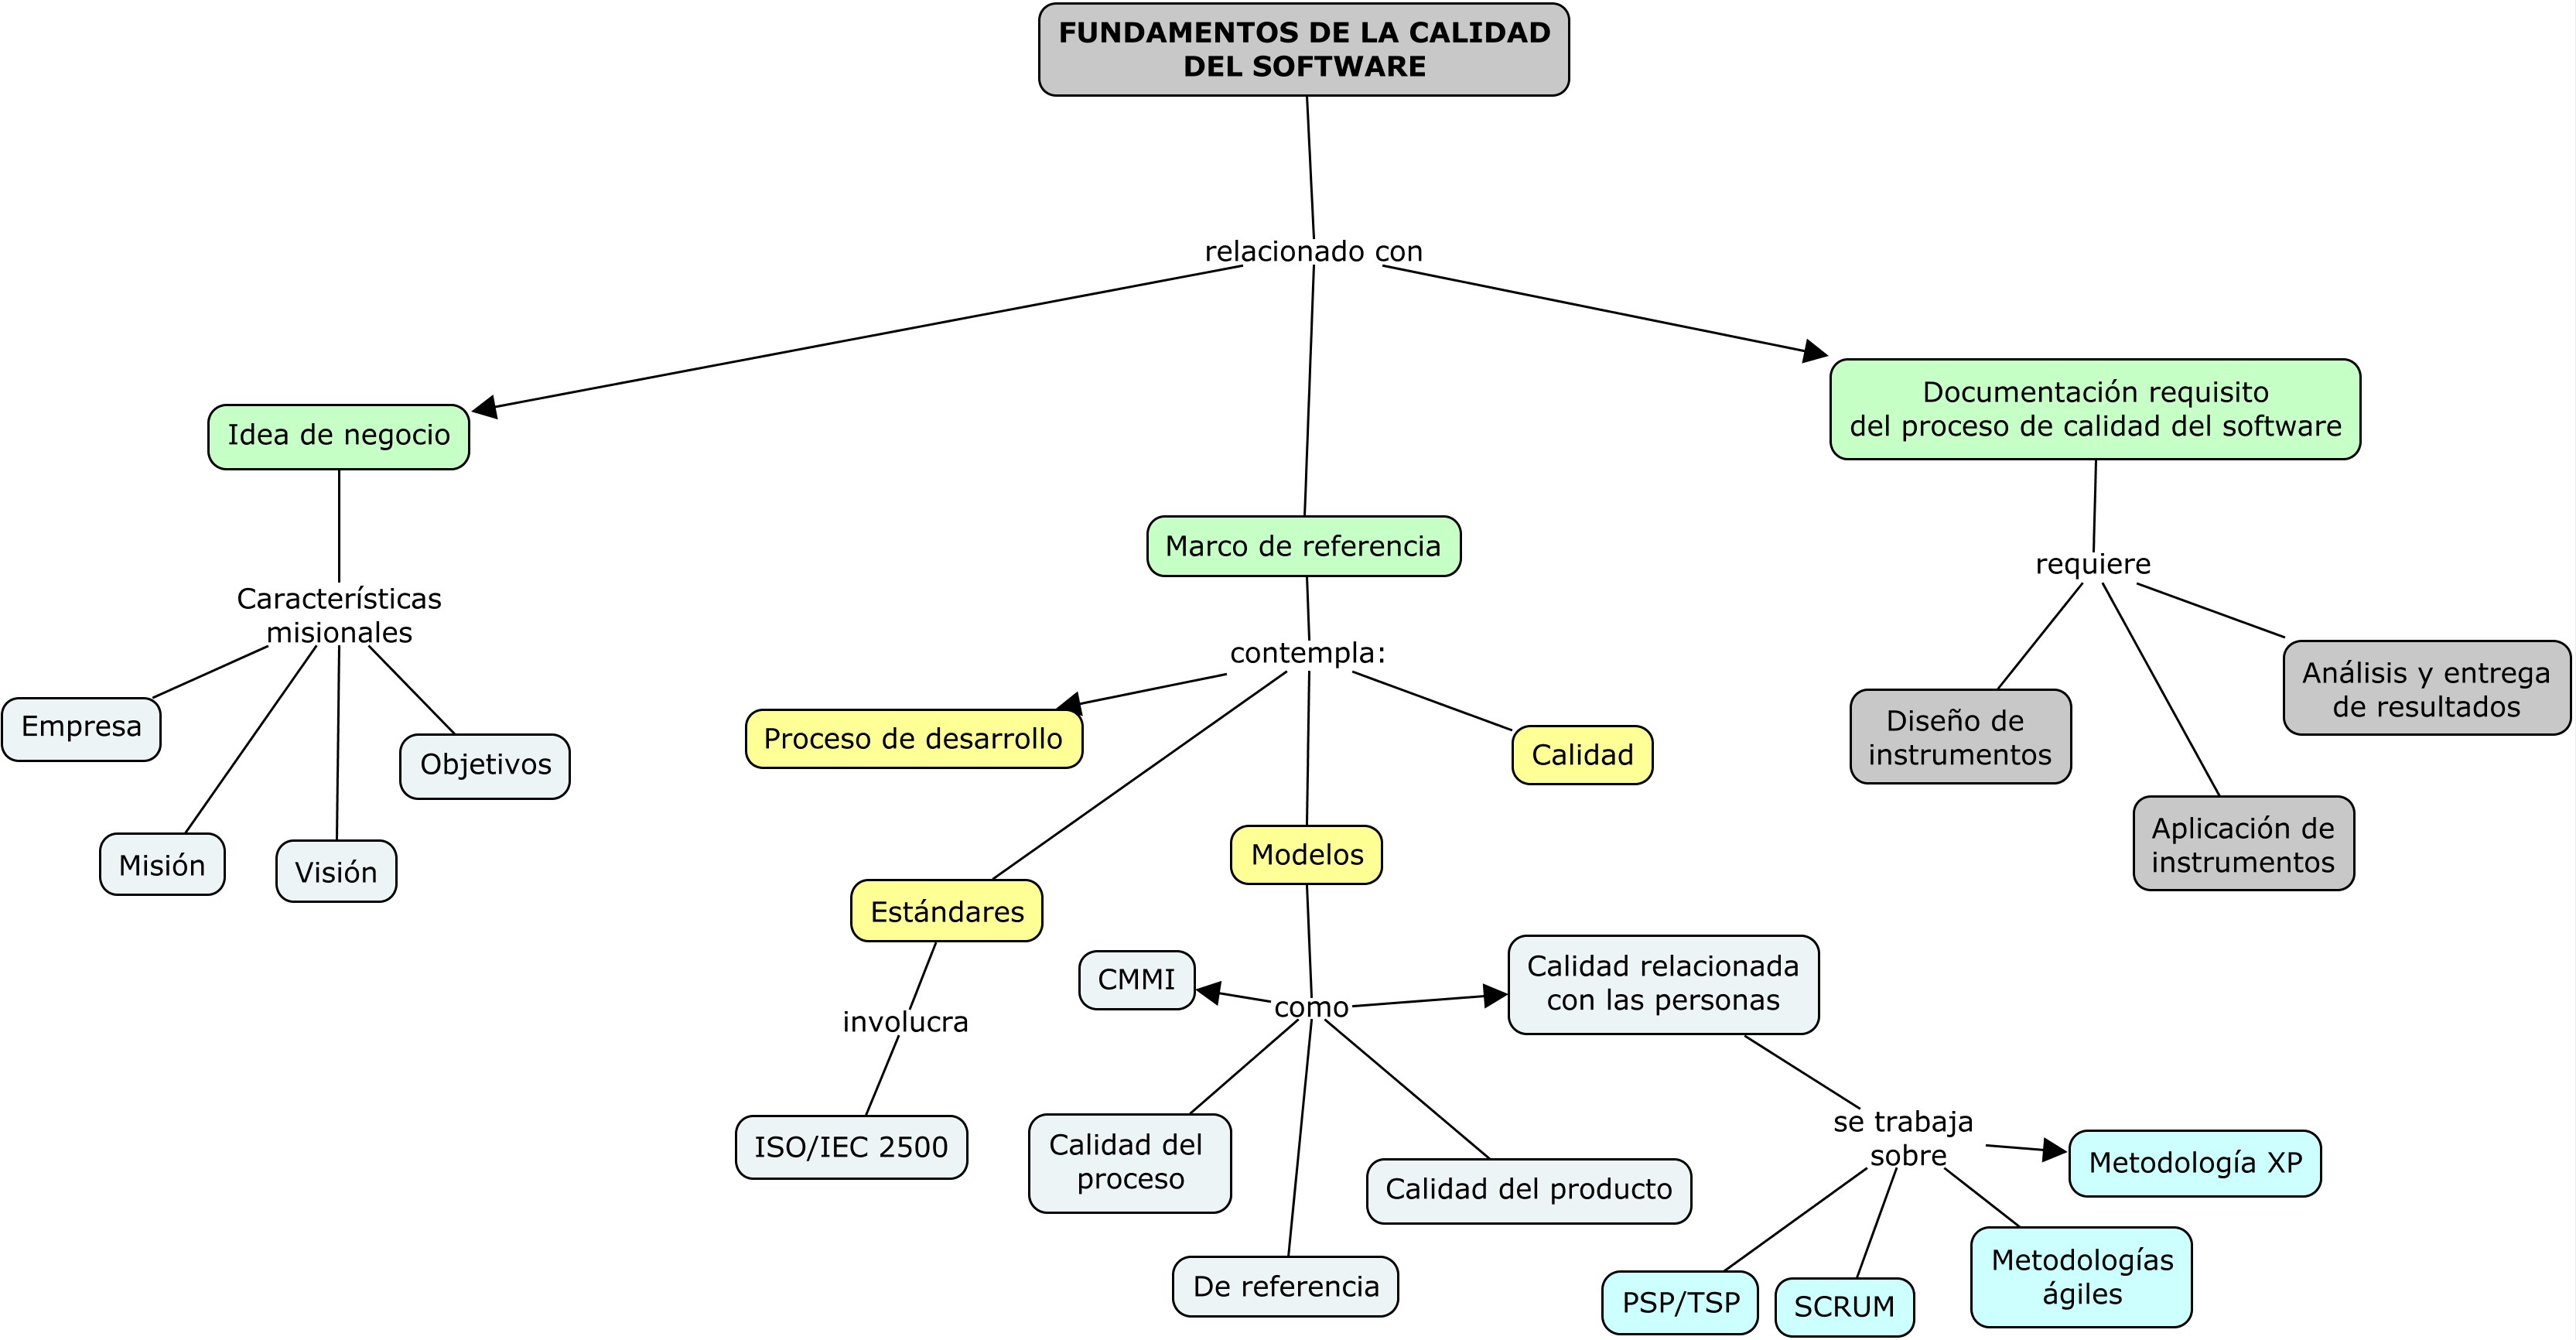 FUNDAMENTOS DE LA CALIDAD
DEL SOFTWARE
relacionado con
Idea de negocio
Características
misionales
Empresa
Misión
Visión
Objetivos
Marco de referencia
contempla:
Proceso de desarrollo
Estándares
involucra
ISO/IEC 2500
Modelos
como
CMMI
Calidad del
proceso
De referencia
Calidad del producto
Calidad relacionada
con las personas
se trabaja
sobre
PSP/TSP
SCRUM
Metodologías
ágiles
Metodología XP
Calidad
Documentación requisito
del proceso de calidad del software
requiere
Diseño de
instrumentos
Aplicación de
instrumentos
Análisis y entrega
de resultados